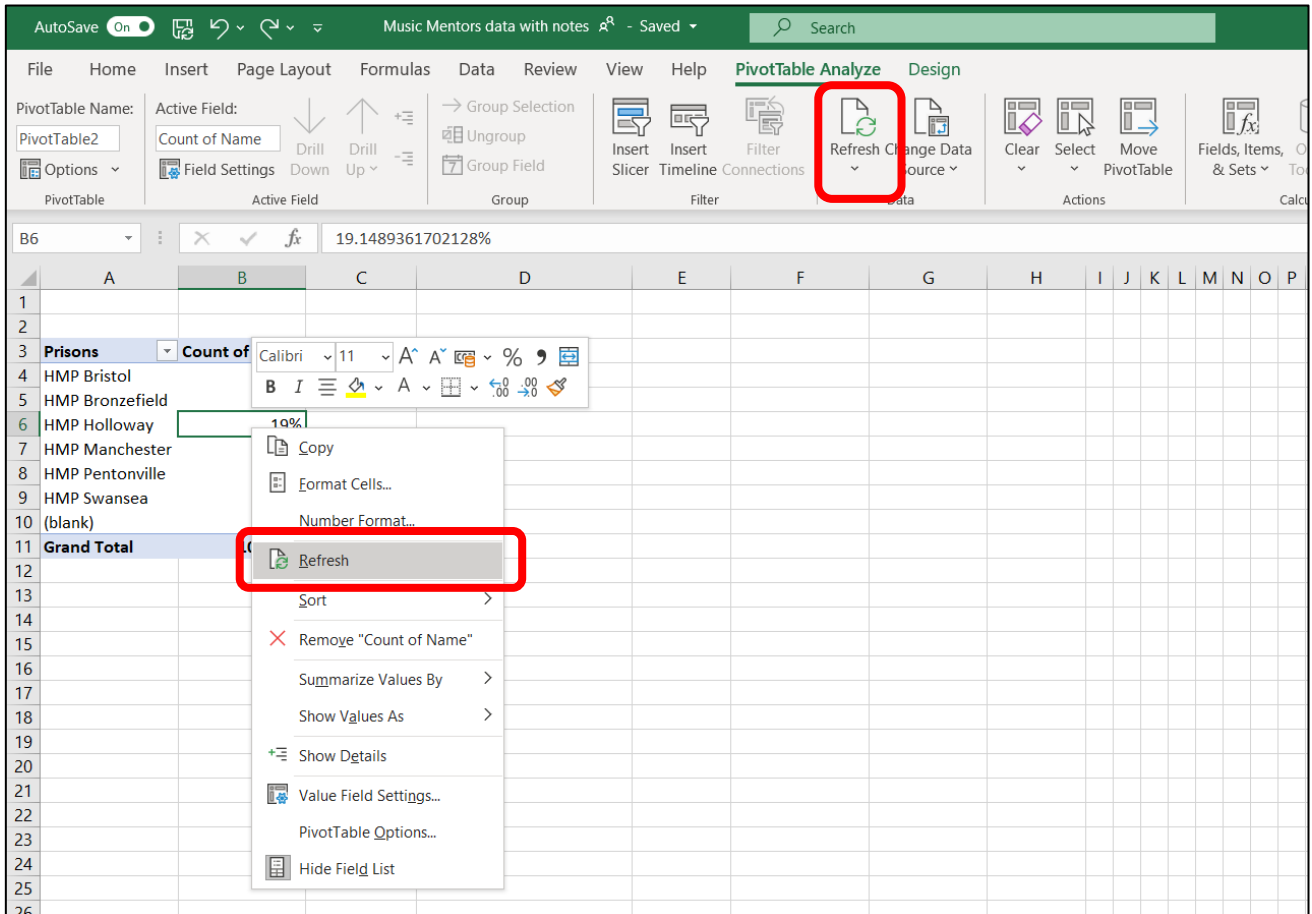 AutoSave On Music Mentors data with notes - Saved Search
File Home Insert Page Layout Formulas Data Review View Help PivotTable Analyze Design
PivotTable Name: Active Field:
PivotTable2 Count of Name
Options Field Settings
Drill Down Drill Up
Group Selection
Ungroup
7 Group Field
Insert Slicer Insert Timeline Filter Connections
Refresh Change Data Source
Clear Select Move PivotTable
Fields, Items, & Sets
PivotTable Active Field Group Filter Data Actions Calcu
B6 fx 19.1489361702128%
A B C D E F G H I J K L M N O P
1
2
3 Prisons Count of
Calibri 11 A A % ,
B I A .00 .00
4 HMP Bristol
5 HMP Bronzefield
6 HMP Holloway 19%
7 HMP Manchester
8 HMP Pentonville
9 HMP Swansea
10 (blank)
11 Grand Total
12
13
14
15
16
17
18
19
20
21
22
23
24
25
26
Copy
Format Cells...
Number Format...
Refresh
Sort
Remove "Count of Name"
Summarize Values By
Show Values As
Show Details
Value Field Settings...
PivotTable Options...
Hide Field List